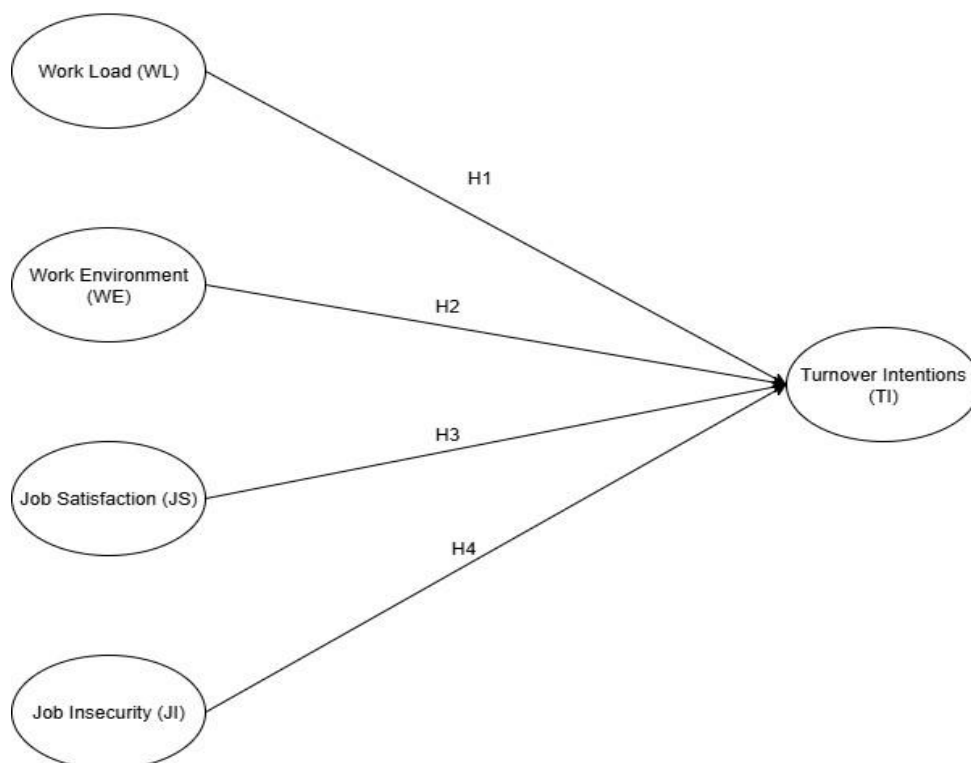 Work Load (WL)
H1
Work Environment
(WE)
H2
Turnover Intentions
(TI)
H3
Job Satisfaction (JS)
H4
Job Insecurity (JI)